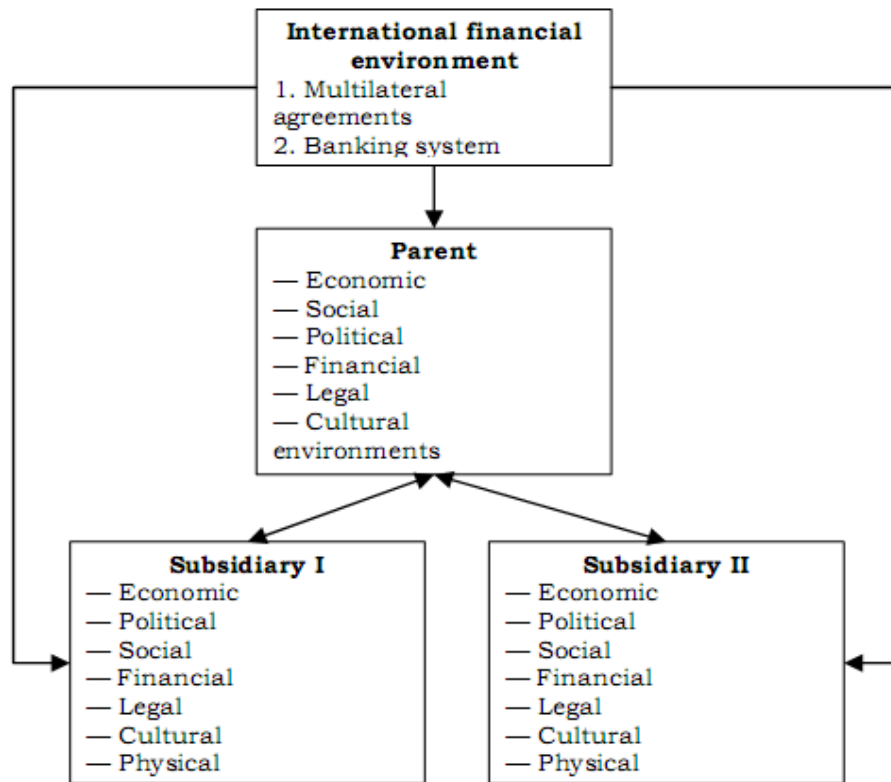 International financial
environment
1. Multilateral
agreements
2. Banking system
Parent
— Economic
— Social
— Political
— Financial
— Legal
— Cultural
environments
Subsidiary I
— Economic
— Political
— Social
— Financial
— Legal
— Cultural
— Physical
Subsidiary II
— Economic
— Political
— Social
— Financial
— Legal
— Cultural
— Physical